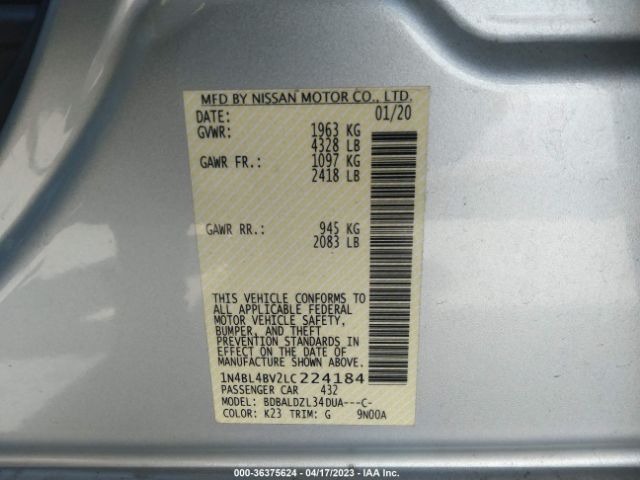 MFD BY NISSAN MOTOR CO., LTD.
DATE: 01/20
GVWR: 1963 KG
4328 LB
GAWR FR.: 1097 KG
2418 LB
GAWR RR.: 945 KG
2083 LB
THIS VEHICLE CONFORMS TO
ALL APPLICABLE FEDERAL
MOTOR VEHICLE SAFETY,
BUMPER, AND THEFT
PREVENTION STANDARDS IN
EFFECT ON THE DATE OF
MANUFACTURE SHOWN ABOVE.
1N4BL4BV2LC224184
PASSENGER CAR 432
MODEL: BDBALDZL34DUA---C-
COLOR: K23 TRIM: G 9N00A
000-36375624 - 04/17/2023 - IAA Inc.